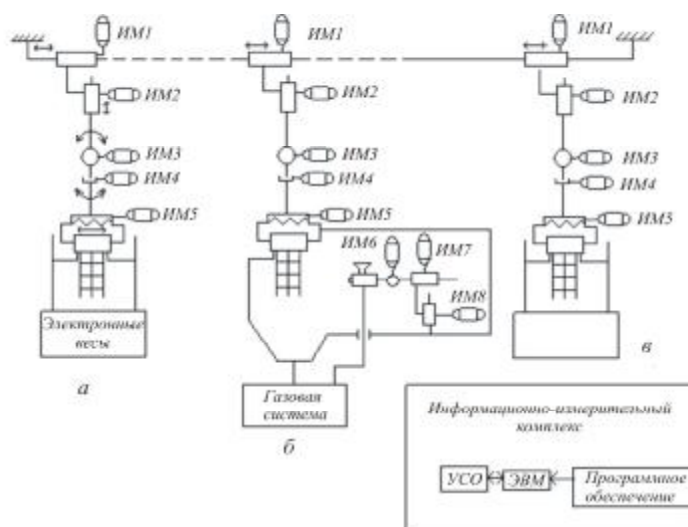 ИМ1
ИМ1
ИМ1
ИМ2
ИМ2
ИМ2
ИМ3
ИМ3
ИМ3
ИМ4
ИМ4
ИМ4
ИМ5
ИМ5
ИМ5
ИМ6
ИМ7
ИМ8
Электронные
весы
а
Газовая
система
б
в
Информационно-измерительный
комплекс
УСО
ЭВМ
Программное
обеспечение